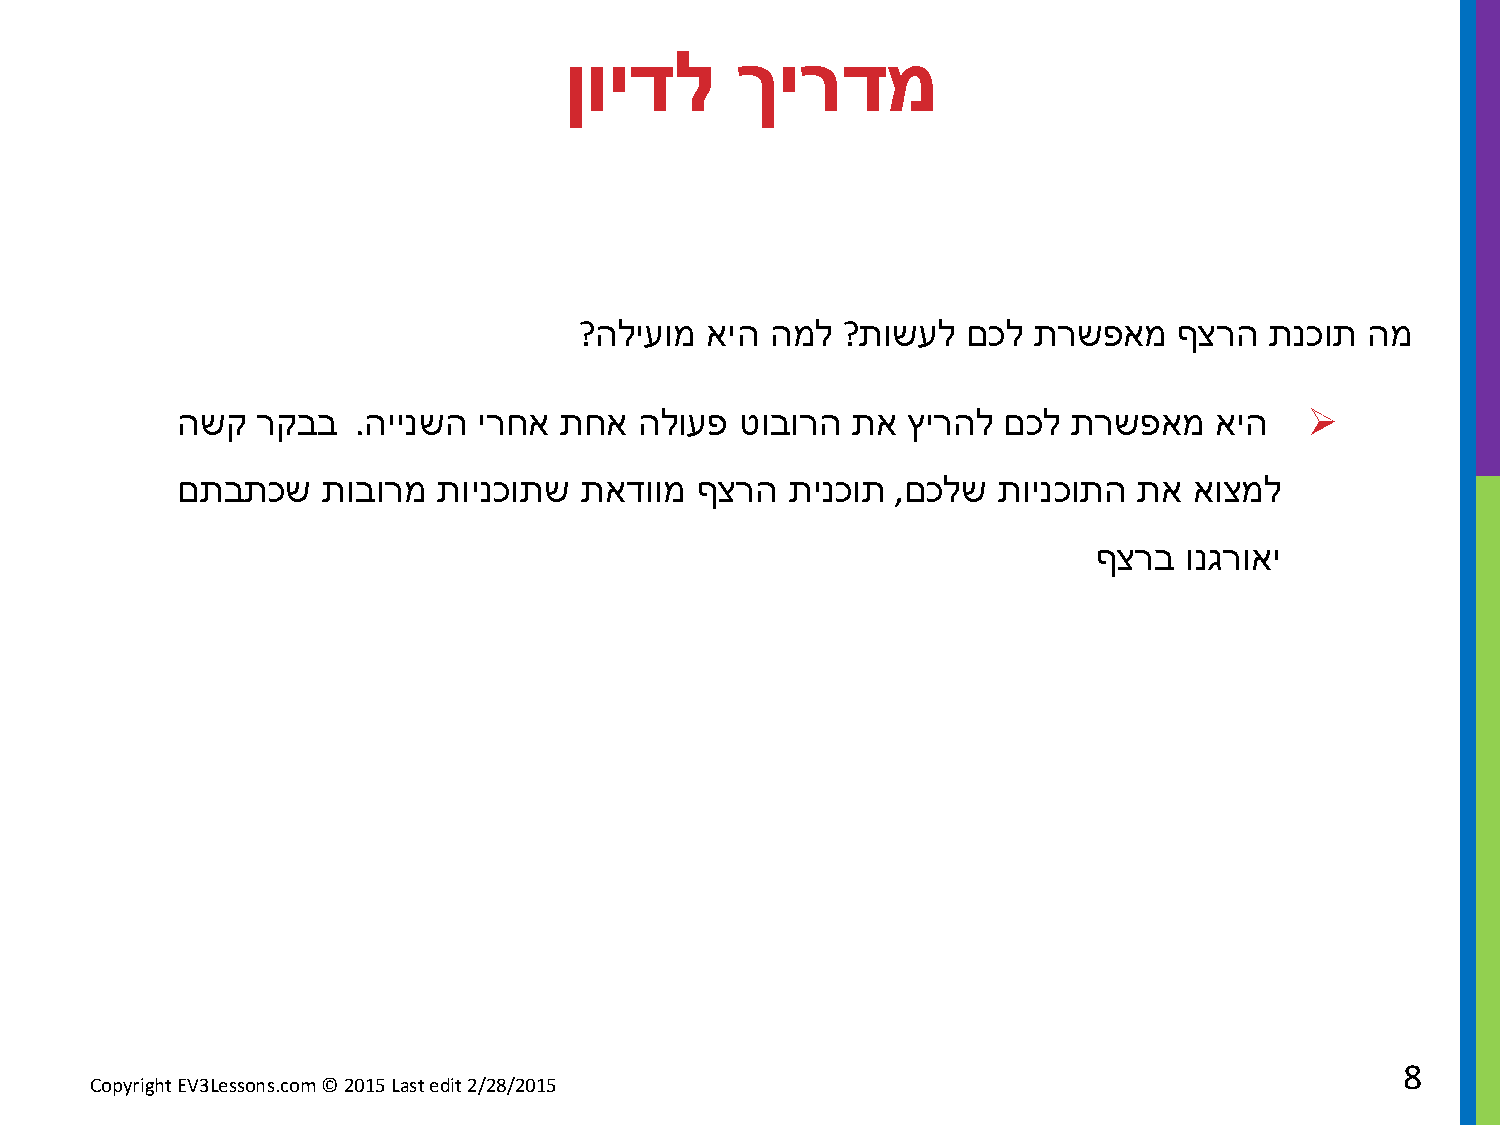 מדריך לדיון
מה תוכנת הרצף מאפשרת לכם לעשות? למה היא מועילה?
היא מאפשרת לכם להריץ את הרובוט פעולה אחת אחרי השנייה. בבקר קשה
למצוא את התוכניות שלכם, תוכנית הרצף מוודאת שתוכניות מרובות שכתבתם
יאורגנו ברצף
Copyright EV3Lessons.com © 2015 Last edit 2/28/2015
8